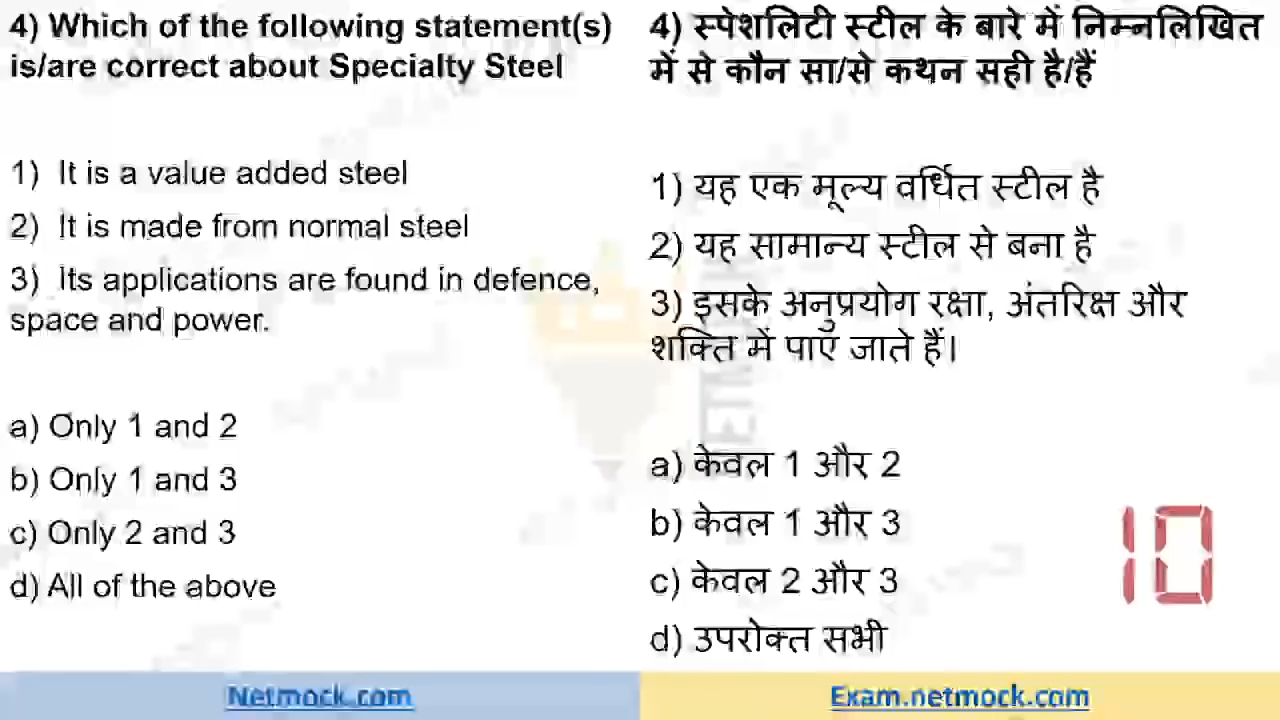 4) Which of the following statement(s)
is/are correct about Specialty Steel
1) It is a value added steel
2) It is made from normal steel
3) Its applications are found in defence,
space and power.
a) Only 1 and 2
b) Only 1 and 3
c) Only 2 and 3
d) All of the above
4) स्पेशलिटी स्टील के बारे में निम्नलिखित
में से कौन सा/से कथन सही है/हैं
1) यह एक मूल्य वर्धित स्टील है
2) यह सामान्य स्टील से बना है
3) इसके अनुप्रयोग रक्षा, अंतरिक्ष और
शक्ति में पाए जाते हैं।
a) केवल 1 और 2
b) केवल 1 और 3
c) केवल 2 और 3
d) उपरोक्त सभी
10
Netmock.com
Exam.netmock.com